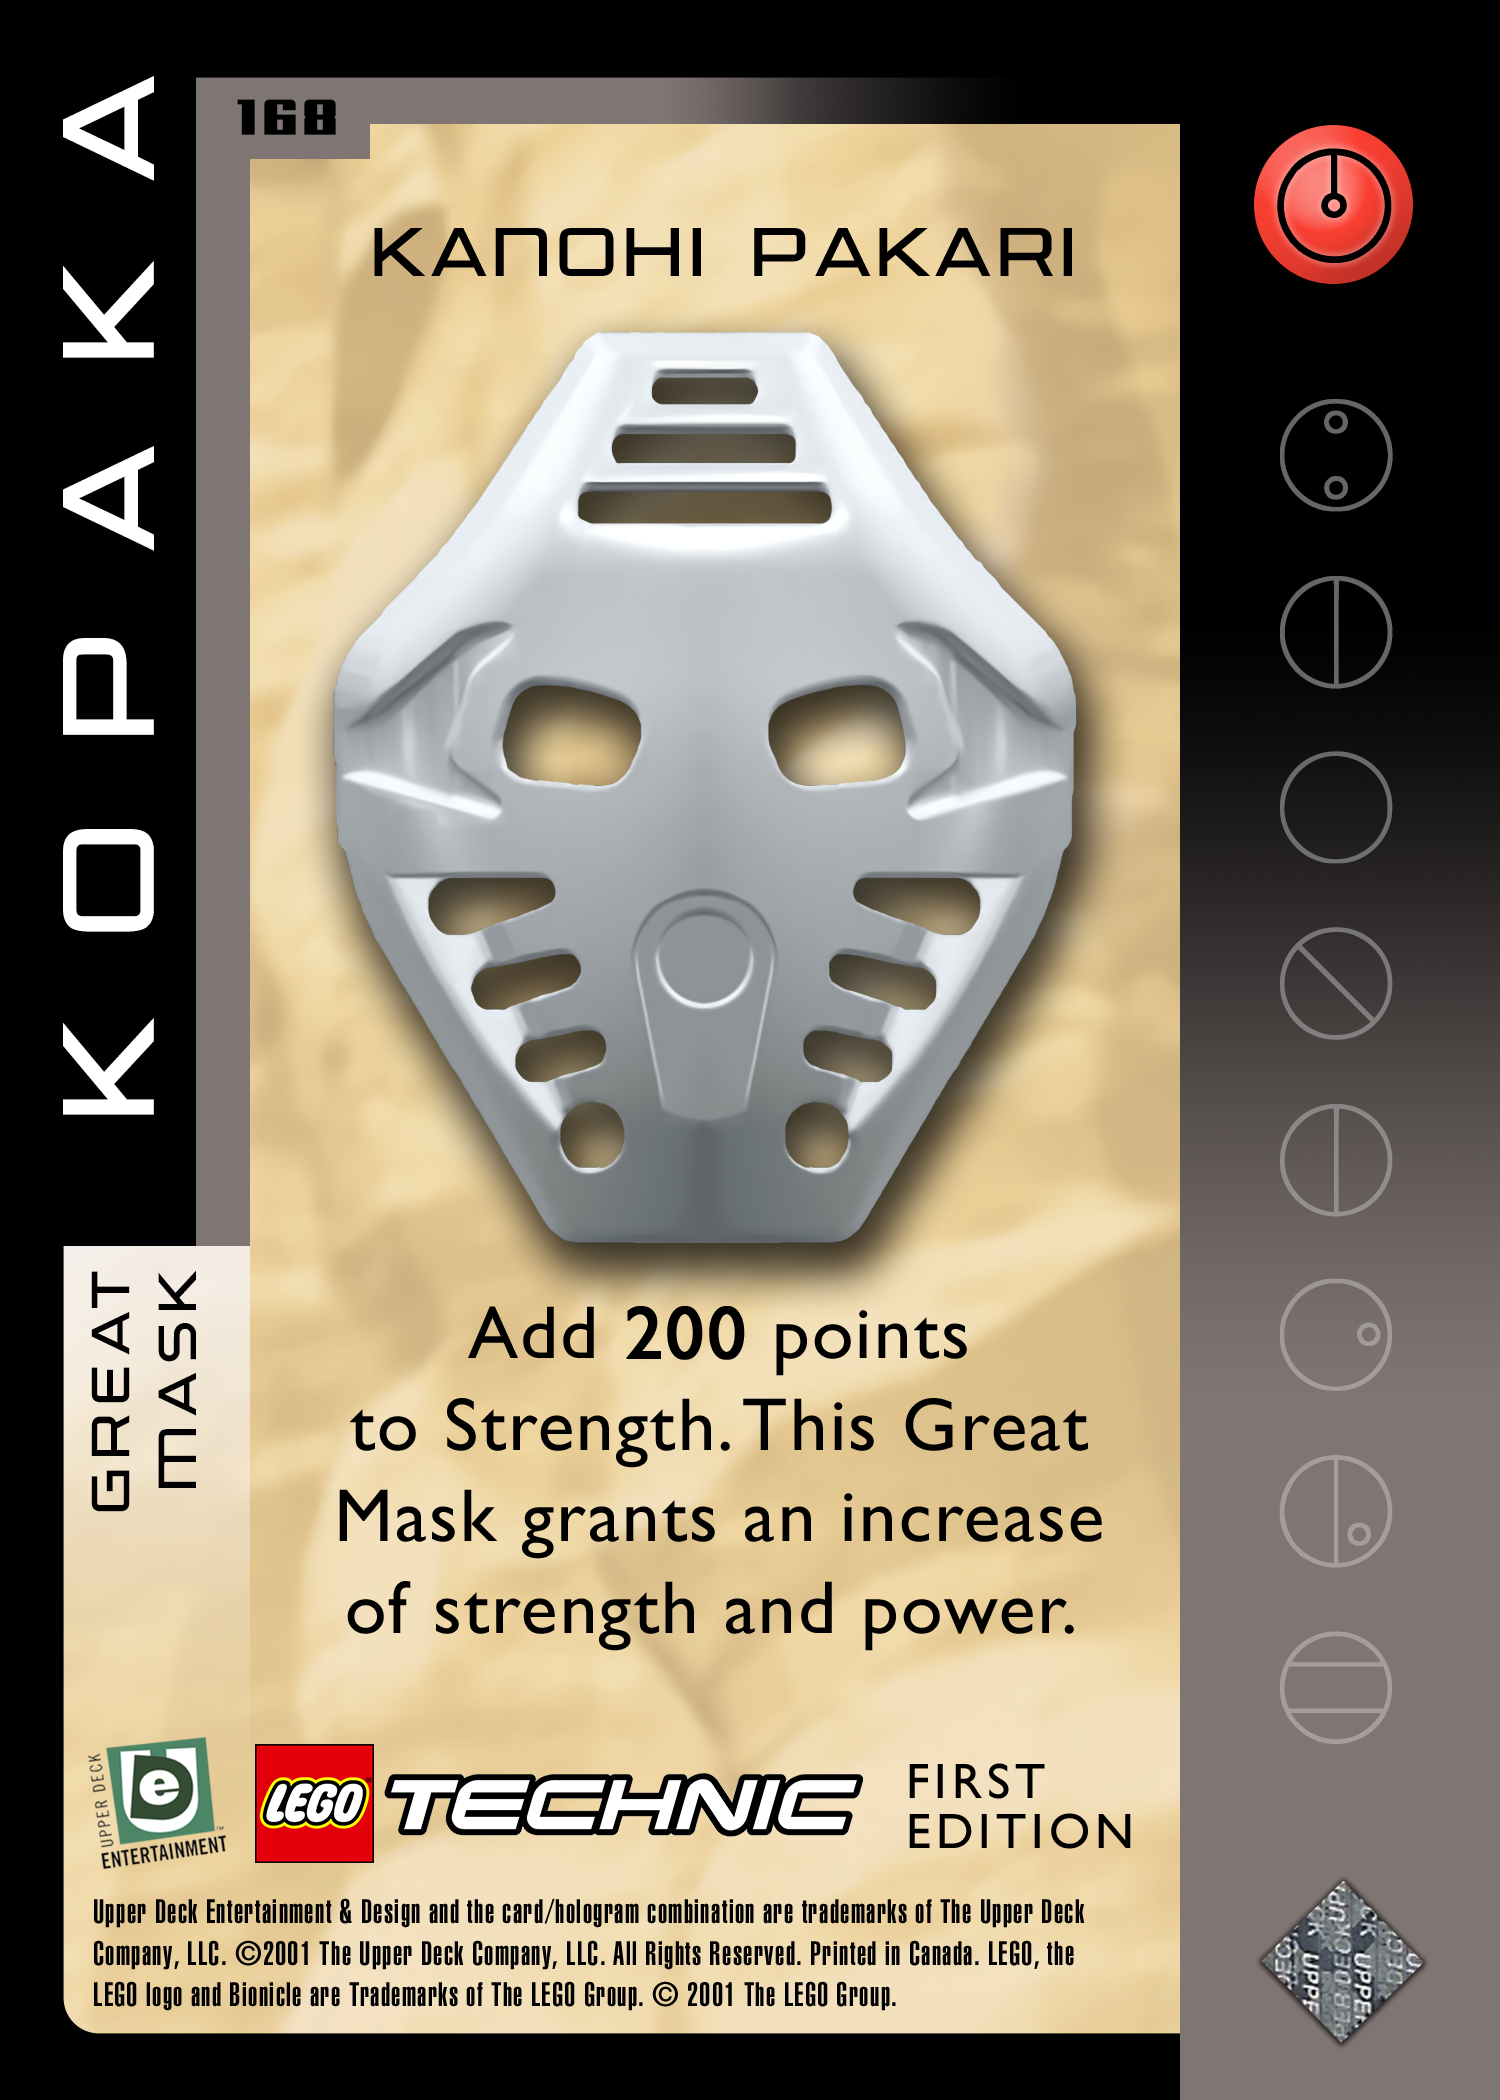 KOPAKA
168
KANOHI PAKARI
GREAT
MASK
Add 200 points
to Strength. This Great
Mask grants an increase
of strength and power.
UPPER DECK
ENTERTAINMENT
LEGO TECHNIC
FIRST
EDITION
Upper Deck Entertainment & Design and the card/hologram combination are trademarks of The Upper Deck
Company, LLC. ©2001 The Upper Deck Company, LLC. All Rights Reserved. Printed in Canada. LEGO, the
LEGO logo and Bionicle are Trademarks of The LEGO Group. © 2001 The LEGO Group.